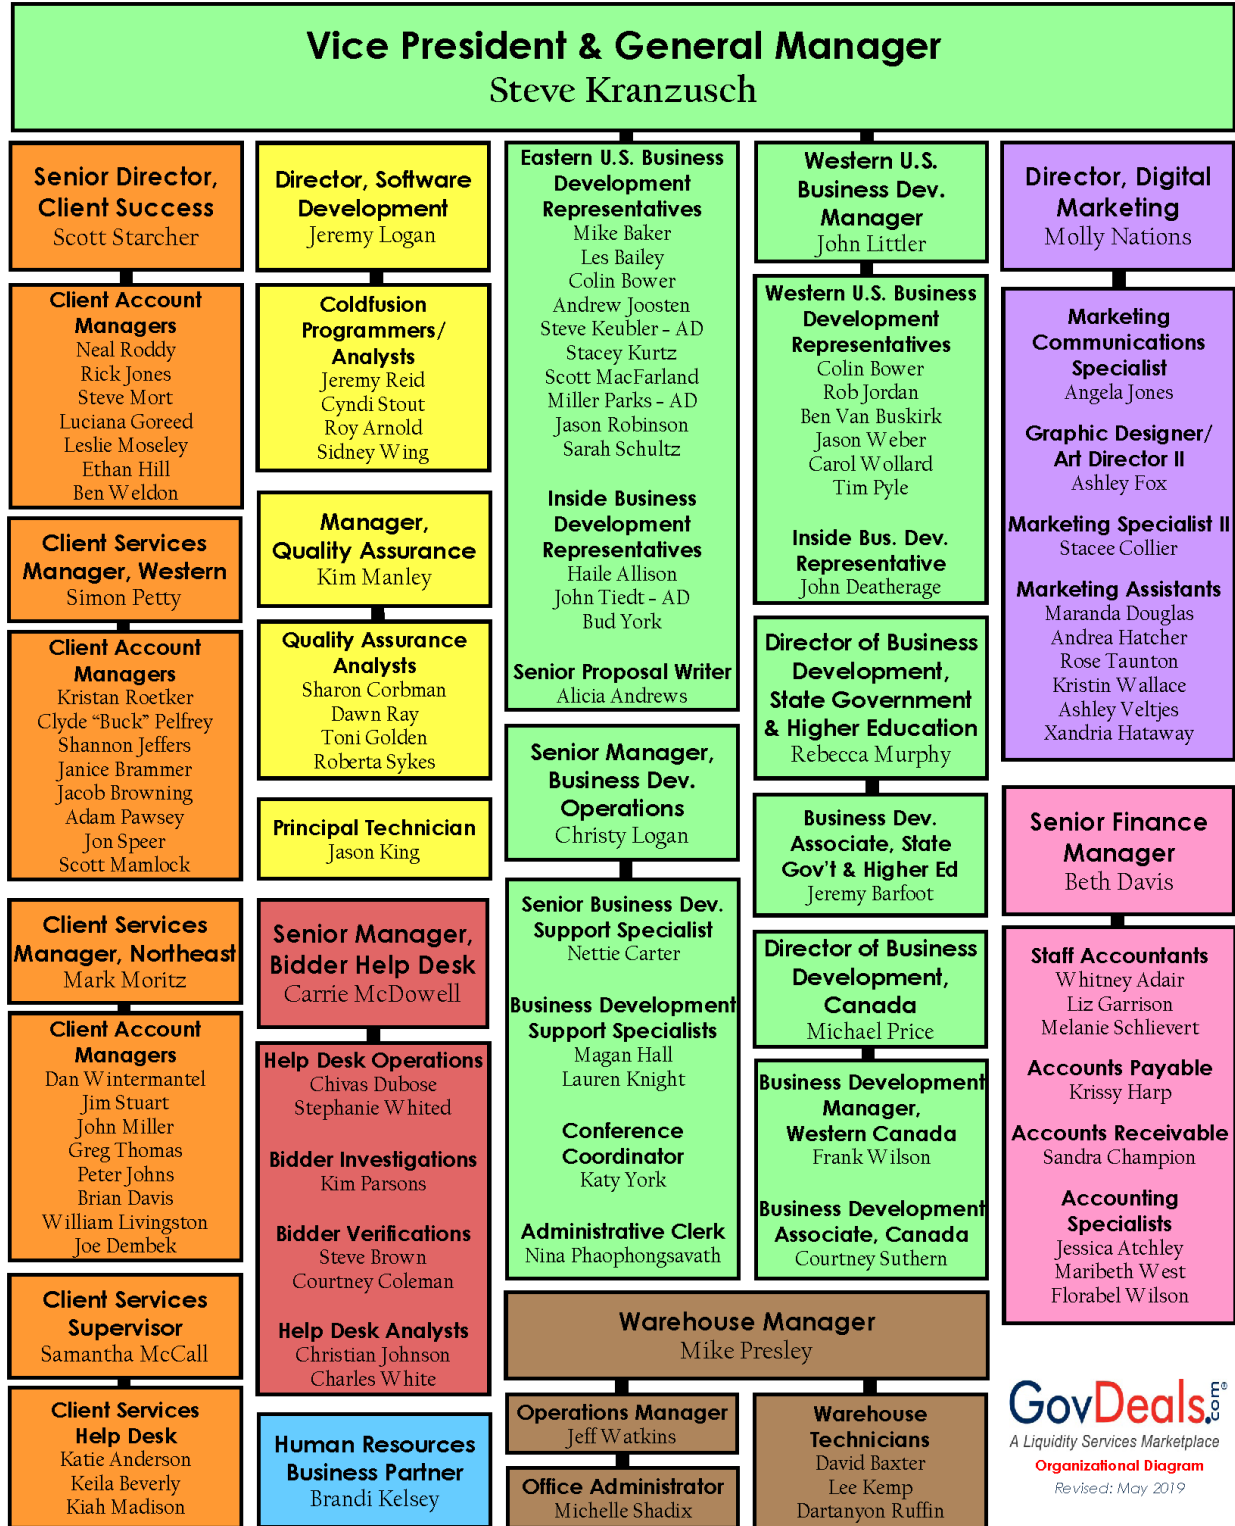 Vice President & General Manager
Steve Kranzusch
Senior Director,
Client Success
Scott Starcher
Client Account
Managers
Neal Roddy
Rick Jones
Steve Mort
Luciana Goreed
Leslie Moseley
Ethan Hill
Ben Weldon
Client Services
Manager, Western
Simon Petty
Client Account
Managers
Kristan Roetker
Clyde “Buck” Pelfrey
Shannon Jeffers
Janice Brammer
Jacob Browning
Adam Pawsey
Jon Speer
Scott Mamlock
Client Services
Manager, Northeast
Mark Moritz
Client Account
Managers
Dan Wintermantel
Jim Stuart
John Miller
Greg Thomas
Peter Johns
Brian Davis
William Livingston
Joe Dembek
Client Services
Supervisor
Samantha McCall
Client Services
Help Desk
Katie Anderson
Keila Beverly
Kiah Madison
Director, Software
Development
Jeremy Logan
Coldfusion
Programmers/
Analysts
Jeremy Reid
Cyndi Stout
Roy Arnold
Sidney Wing
Manager,
Quality Assurance
Kim Manley
Quality Assurance
Analysts
Sharon Corbman
Dawn Ray
Toni Golden
Roberta Sykes
Principal Technician
Jason King
Senior Manager,
Bidder Help Desk
Carrie McDowell
Help Desk Operations
Chivas Dubose
Stephanie Whited
Bidder Investigations
Kim Parsons
Bidder Verifications
Steve Brown
Courtney Coleman
Help Desk Analysts
Christian Johnson
Charles White
Human Resources
Business Partner
Brandi Kelsey
Eastern U.S. Business
Development
Representatives
Mike Baker
Les Bailey
Colin Bower
Andrew Joosten
Steve Keubler – AD
Stacey Kurtz
Scott MacFarland
Miller Parks – AD
Jason Robinson
Sarah Schultz
Inside Business
Development
Representatives
Haile Allison
John Tiedt – AD
Bud York
Senior Proposal Writer
Alicia Andrews
Senior Manager,
Business Dev.
Operations
Christy Logan
Senior Business Dev.
Support Specialist
Nettie Carter
Business Development
Support Specialists
Magan Hall
Lauren Knight
Conference
Coordinator
Katy York
Administrative Clerk
Nina Phaophongsavath
Western U.S.
Business Dev.
Manager
John Littler
Western U.S. Business
Development
Representatives
Colin Bower
Rob Jordan
Ben Van Buskirk
Jason Weber
Carol Wollard
Tim Pyle
Inside Bus. Dev.
Representative
John Deatherage
Director of Business
Development,
State Government
& Higher Education
Rebecca Murphy
Business Dev.
Associate, State
Gov’t & Higher Ed
Jeremy Barfoot
Director of Business
Development,
Canada
Michael Price
Business Development
Manager,
Western Canada
Frank Wilson
Business Development
Associate, Canada
Courtney Suthern
Warehouse Manager
Mike Presley
Operations Manager
Jeff Watkins
Office Administrator
Michelle Shadix
Warehouse
Technicians
David Baxter
Lee Kemp
Dartanyon Ruffin
Director, Digital
Marketing
Molly Nations
Marketing
Communications
Specialist
Angela Jones
Graphic Designer/
Art Director II
Ashley Fox
Marketing Specialist II
Stacee Collier
Marketing Assistants
Maranda Douglas
Andrea Hatcher
Rose Taunton
Kristin Wallace
Ashley Veltjes
Xandria Hataway
Senior Finance
Manager
Beth Davis
Staff Accountants
Whitney Adair
Liz Garrison
Melanie Schlievert
Accounts Payable
Krissy Harp
Accounts Receivable
Sandra Champion
Accounting
Specialists
Jessica Atchley
Maribeth West
Florabel Wilson
GovDeals.com®
A Liquidity Services Marketplace
Organizational Diagram
Revised: May 2019